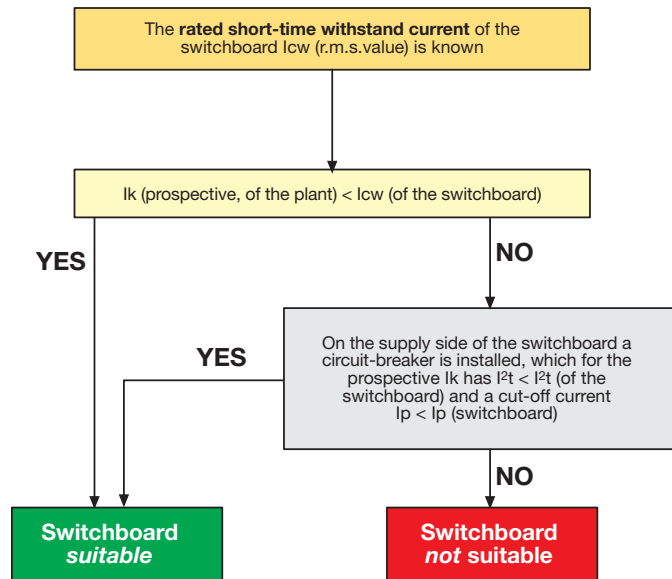 The rated short-time withstand current of the
switchboard Icw (r.m.s.value) is known
Ik (prospective, of the plant) < Icw (of the switchboard)
YES
NO
On the supply side of the switchboard a
circuit-breaker is installed, which for the
prospective Ik has I²t < I²t (of the
switchboard) and a cut-off current
Ip < Ip (switchboard)
YES
NO
Switchboard
suitable
Switchboard
not suitable